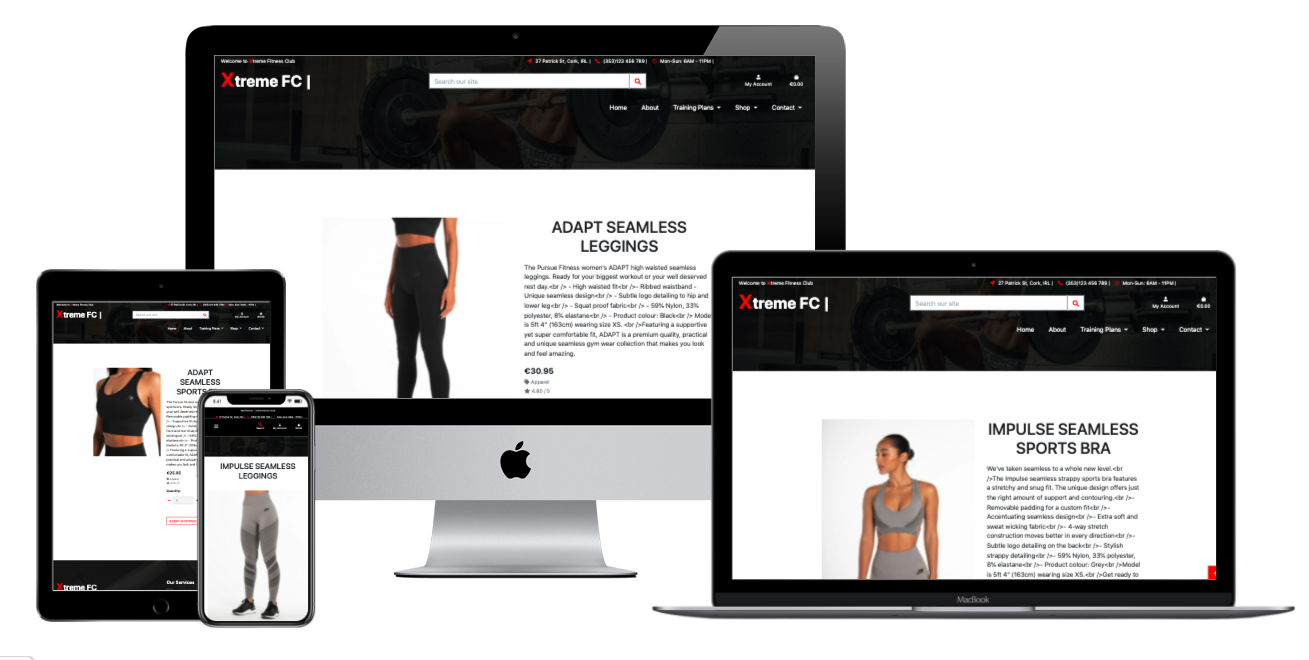 Welcome to Xtreme Fitness Club
27 Patrick St, Cork, IRL | (353)123 456 789 | Mon-Sun: 6AM - 11PM |
Xtreme FC |
Search our site
My Account
€0.00
Home About Training Plans Shop Contact
ADAPT SEAMLESS
LEGGINGS
The Pursue Fitness women's ADAPT high waisted seamless
leggings. Ready for your biggest workout or your well deserved
rest day.<br /> - High waisted fit<br />- Ribbed waistband -
Unique seamless design<br /> - Subtle logo detailing to hip and
lower leg<br /> - Squat proof fabric<br /> - 59% Nylon, 33%
polyester, 8% elastane<br /> - Product colour: Black<br /> Mode
is 5ft 4" (163cm) wearing size XS. <br />Featuring a supportive
yet super comfortable fit, ADAPT is a premium quality, practical
and unique seamless gym wear collection that makes you look
and feel amazing.
€30.95
Apparel
4.60 / 5
Welcome to Xtreme Fitness Club
27 Patrick St, Cork, IRL | (353)123 456 789 | Mon-Sun: 6AM - 11PM |
Xtreme FC |
Search our site
My Account
€0.00
Home About Training Plans Shop Contact
IMPULSE SEAMLESS
SPORTS BRA
We've taken seamless to a whole new level.<br
/>The Impulse seamless strappy sports bra features
a stretchy and snug fit. The unique design offers just
the right amount of support and contouring.<br />-
Removable padding for a custom fit<br />-
Accentuating seamless design<br />- Extra soft and
sweat wicking fabric<br />- 4-way stretch
construction moves better in every direction<br />-
Subtle logo detailing on the back<br />- Stylish
strappy detailing<br />- 59% Nylon, 33% polyester,
8% elastane<br />- Product colour: Grey<br />Model
is 5ft 4" (163cm) wearing size XS.<br />Get ready to
MacBook
Xtreme FC |
Home About Training Plans Shop Contact
ADAPT
SEAMLESS
SPORTS
€25.95
Quantity
Our Services
Xtreme FC
IMPULSE SEAMLESS
LEGGINGS